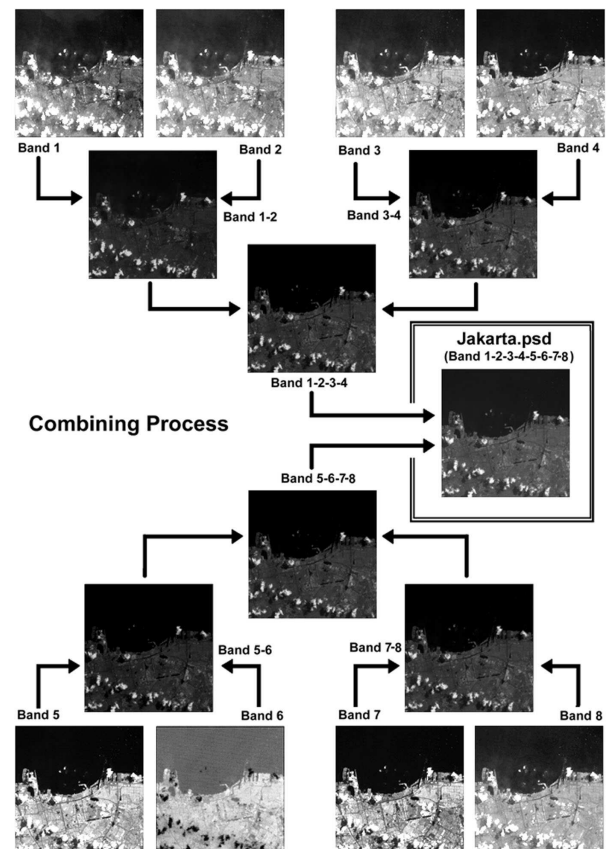 Band 1
Band 2
Band 3
Band 4
Band 1-2
Band 3-4
Jakarta.psd
(Band 1-2-3-4-5-6-7-8)
Band 1-2-3-4
Combining Process
Band 5-6-7-8
Band 5-6
Band 7-8
Band 5
Band 6
Band 7
Band 8